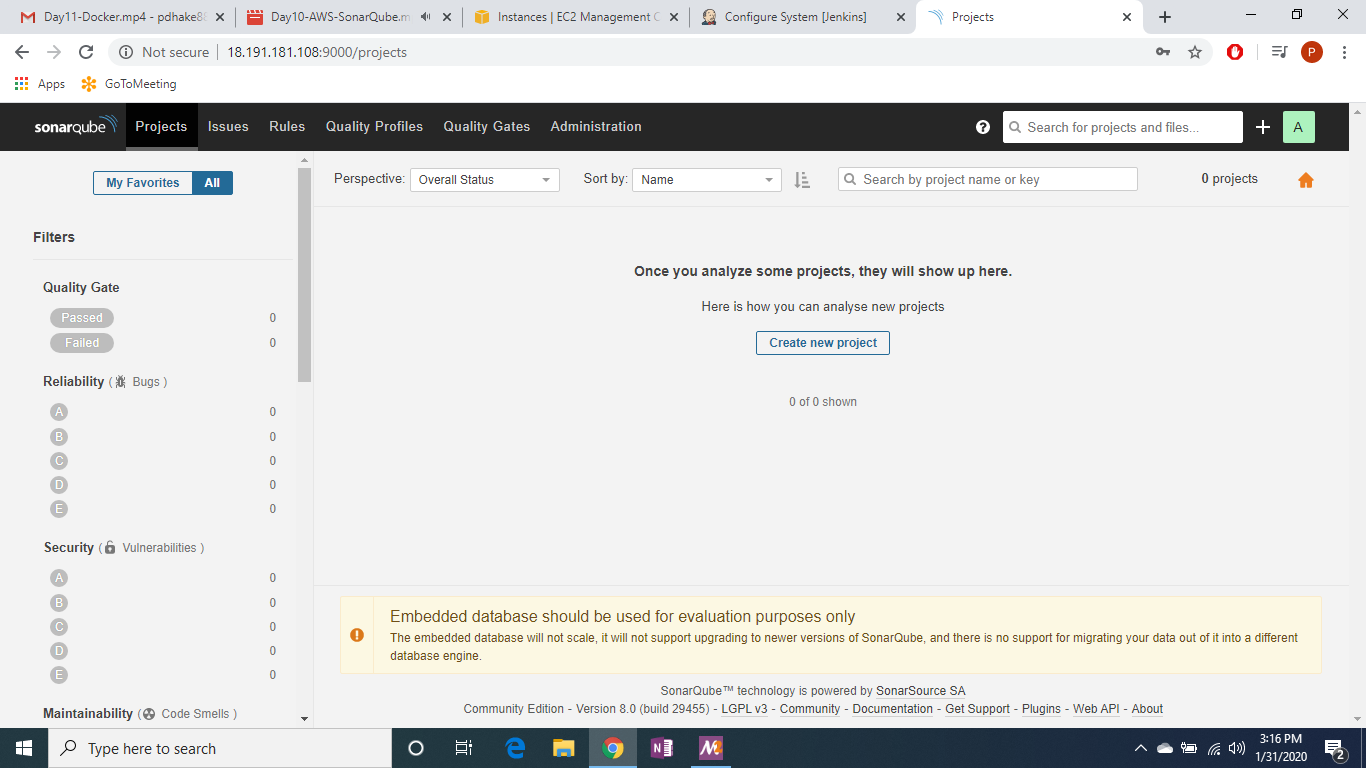 Day11-Docker.mp4 - pdhake88
Day10-AWS-SonarQube.m
Instances | EC2 Management C
Configure System [Jenkins]
Projects
Not secure
18.191.181.108:9000/projects
P
Apps
GoToMeeting
sonarqube
Projects
Issues
Rules
Quality Profiles
Quality Gates
Administration
Search for projects and files...
A
My Favorites
All
Perspective:
Overall Status
Sort by:
Name
Search by project name or key
0 projects
Filters
Quality Gate
Passed 0
Failed 0
Reliability ( Bugs )
A 0
B 0
C 0
D 0
E 0
Security ( Vulnerabilities )
A 0
B 0
C 0
D 0
E 0
Maintainability ( Code Smells )
Once you analyze some projects, they will show up here.
Here is how you can analyse new projects
Create new project
0 of 0 shown
Embedded database should be used for evaluation purposes only
The embedded database will not scale, it will not support upgrading to newer versions of SonarQube, and there is no support for migrating your data out of it into a different
database engine.
SonarQube™ technology is powered by SonarSource SA
Community Edition - Version 8.0 (build 29455) - LGPL v3 - Community - Documentation - Get Support - Plugins - Web API - About
Type here to search
3:16 PM
1/31/2020
2